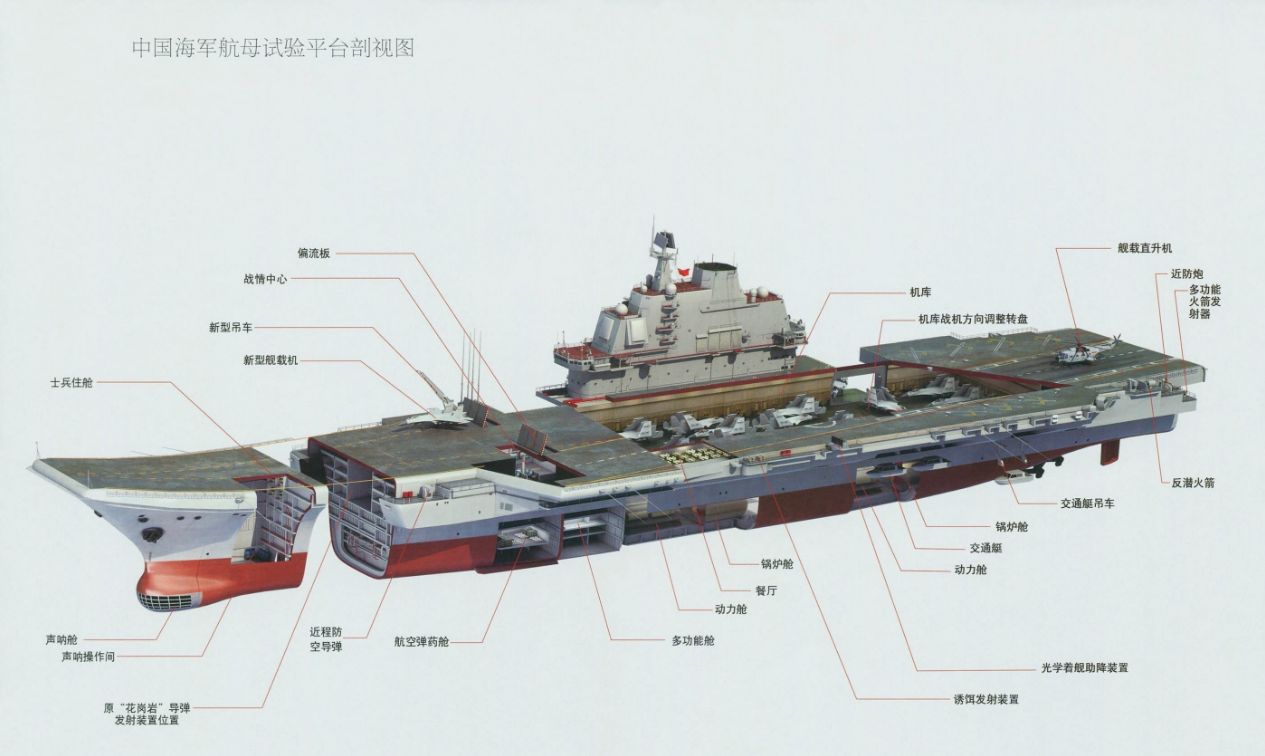 中国海军航母试验平台剖视图
偏流板
战情中心
新型吊车
新型舰载机
士兵住舱
机库
机库战机方向调整转盘
舰载直升机
近防炮
多功能
火箭发
射器
反潜火箭
交通艇吊车
锅炉舱
交通艇
动力舱
锅炉舱
餐厅
动力舱
多功能舱
航空弹药舱
近程防
空导弹
声呐舱
声呐操作间
原“花岗岩”导弹
发射装置位置
光学着舰助降装置
诱饵发射装置